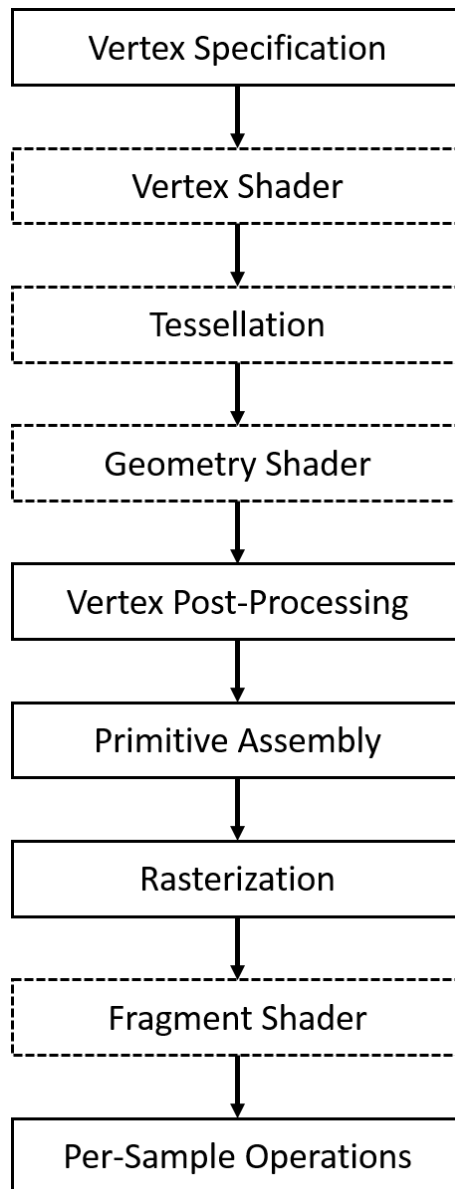 Vertex Specification
Vertex Shader
Tessellation
Geometry Shader
Vertex Post-Processing
Primitive Assembly
Rasterization
Fragment Shader
Per-Sample Operations